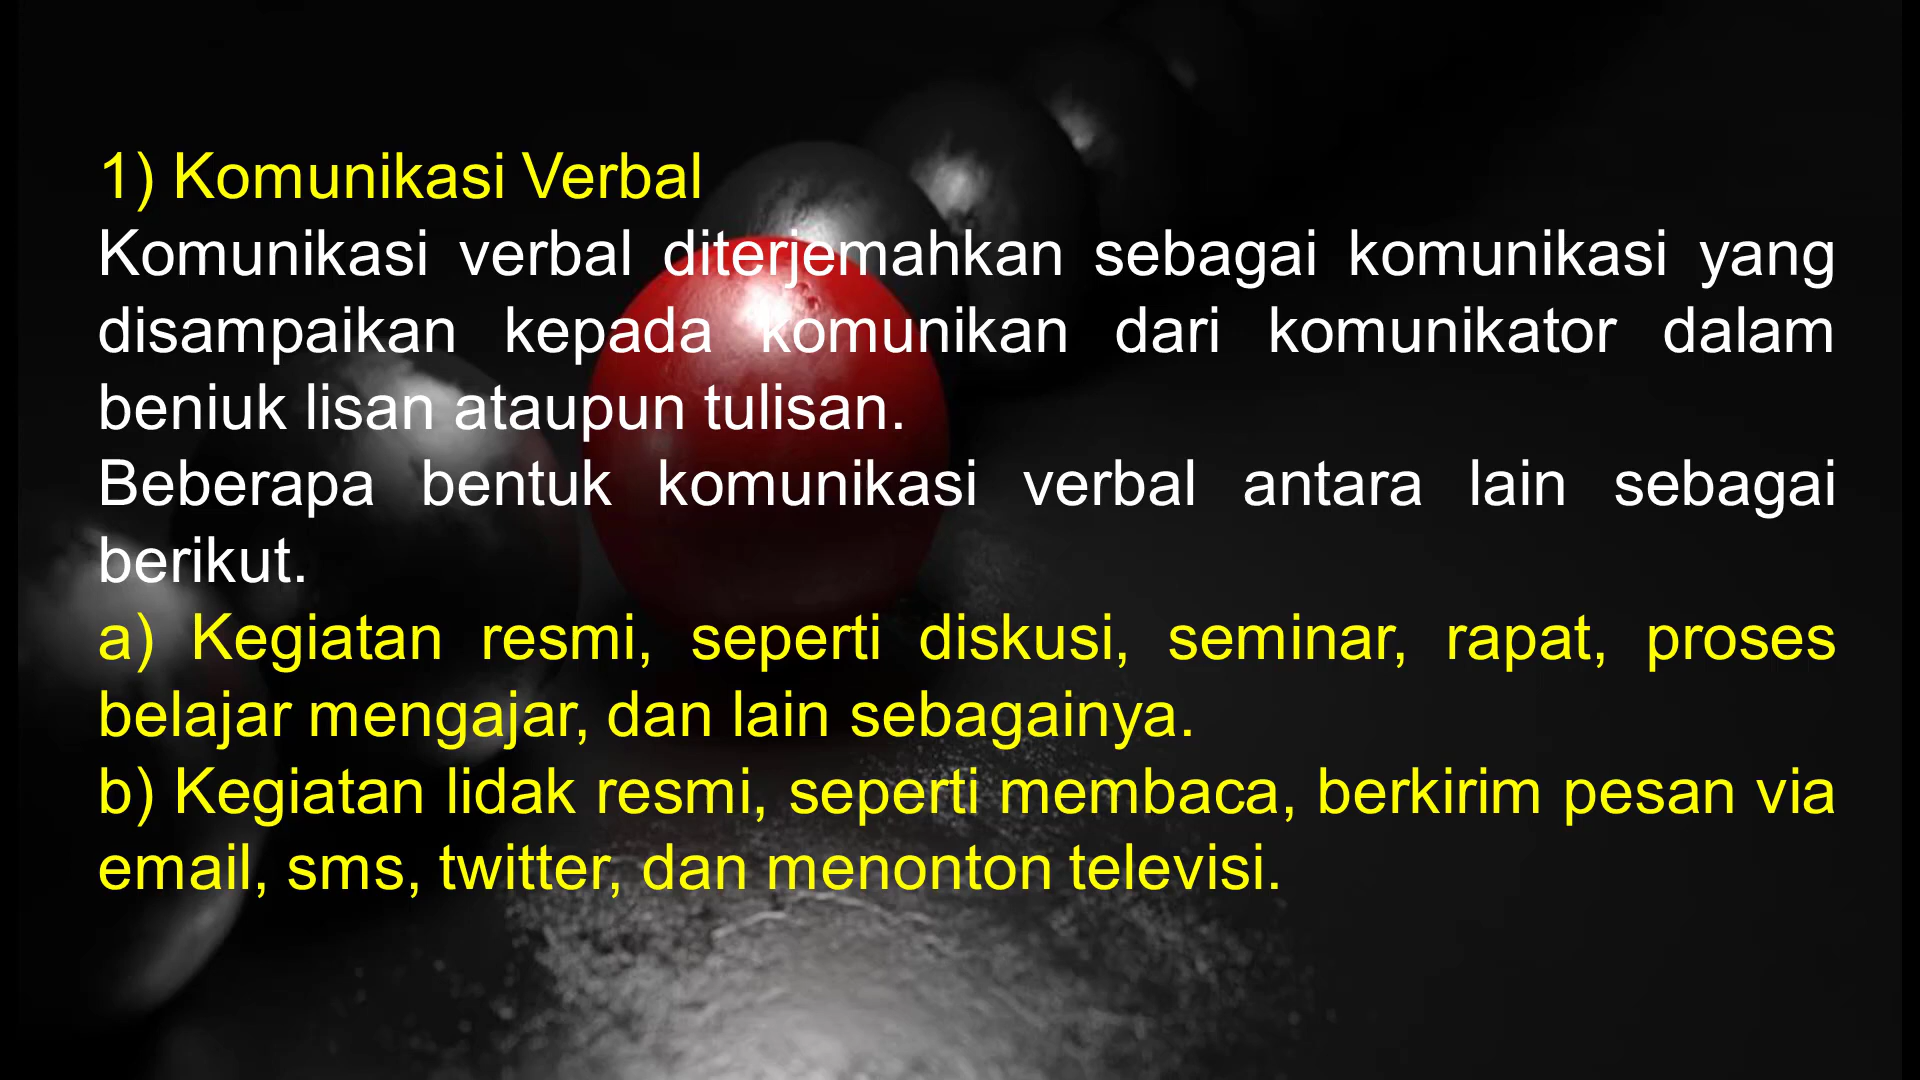 1) Komunikasi Verbal
Komunikasi verbal diterjemahkan sebagai komunikasi yang
disampaikan kepada komunikan dari komunikator dalam
beniuk lisan ataupun tulisan.
Beberapa bentuk komunikasi verbal antara lain sebagai
berikut.
a) Kegiatan resmi, seperti diskusi, seminar, rapat, proses
belajar mengajar, dan lain sebagainya.
b) Kegiatan lidak resmi, seperti membaca, berkirim pesan via
email, sms, twitter, dan menonton televisi.